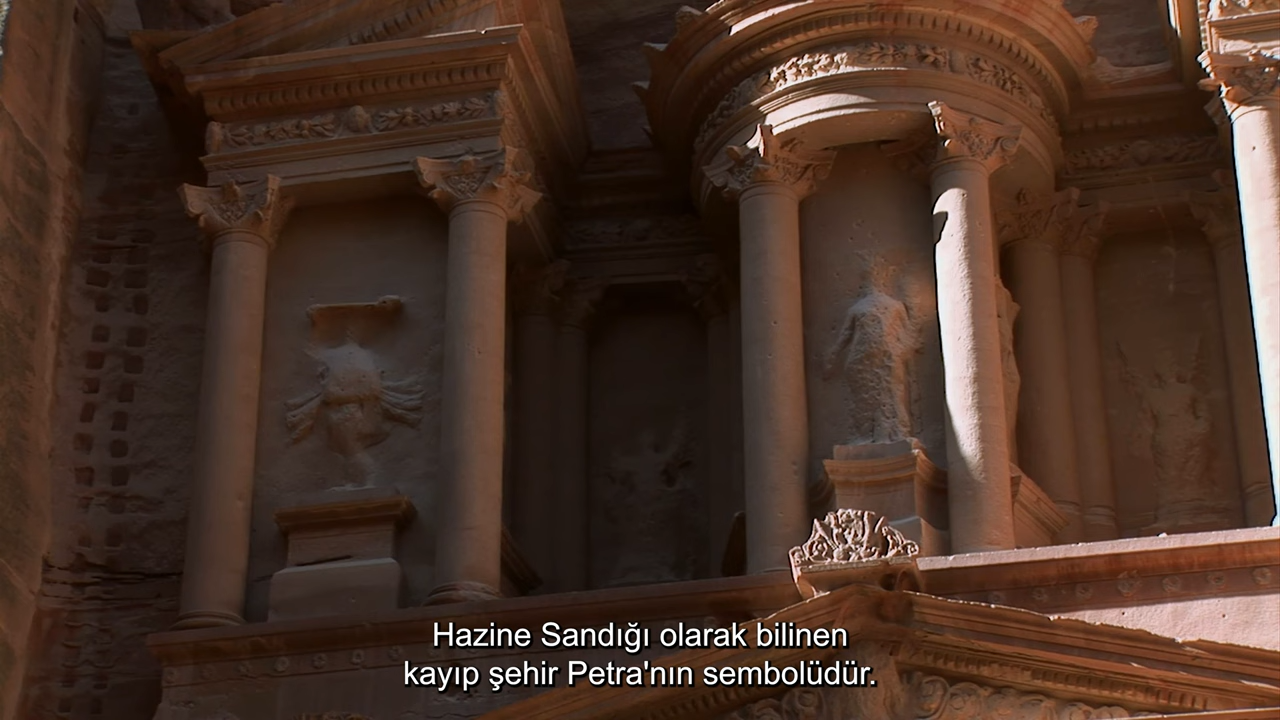 Hazine Sandığı olarak bilinen
kayıp şehir Petra'nın sembolüdür.